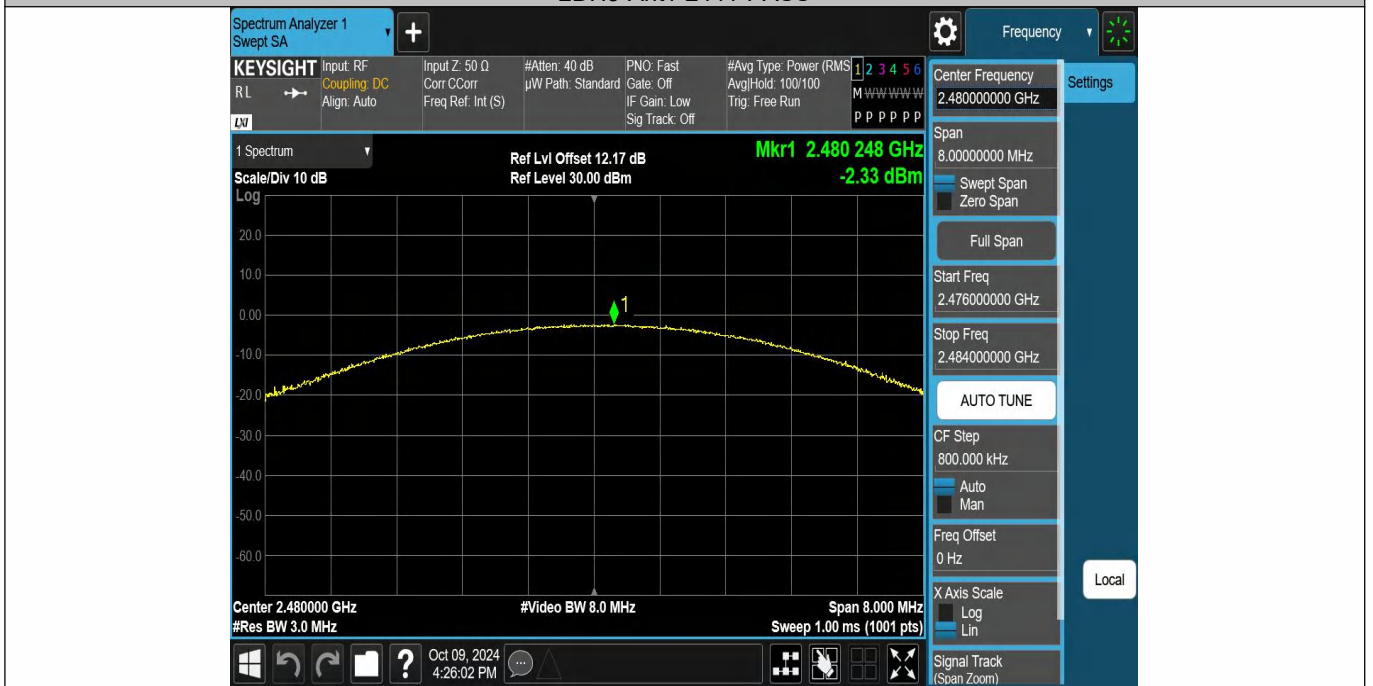 Spectrum Analyzer 1
Swept SA
+
Frequency
KEYSIGHT
RL
LXI
Input: RF
Coupling: DC
Align: Auto
Input Z: 50 Ω
Corr CCorr
Freq Ref: Int (S)
#Atten: 40 dB
µW Path: Standard
PNO: Fast
Gate: Off
IF Gain: Low
Sig Track: Off
#Avg Type: Power (RMS
Avg|Hold: 100/100
Trig: Free Run
1 2 3 4 5 6
M W W W W W
P P P P P P
1 Spectrum
Scale/Div 10 dB
Ref Lvl Offset 12.17 dB
Ref Level 30.00 dBm
Mkr1 2.480 248 GHz
-2.33 dBm
Log
20.0
10.0
0.00
-10.0
-20.0
-30.0
-40.0
-50.0
-60.0
1
Center 2.480000 GHz
#Video BW 8.0 MHz
Span 8.000 MHz
#Res BW 3.0 MHz
Sweep 1.00 ms (1001 pts)
Center Frequency
2.480000000 GHz
Settings
Span
8.00000000 MHz
Swept Span
Zero Span
Full Span
Start Freq
2.476000000 GHz
Stop Freq
2.484000000 GHz
AUTO TUNE
CF Step
800.000 kHz
Auto
Man
Freq Offset
0 Hz
X Axis Scale
Log
Lin
Local
Signal Track
(Span Zoom)
?
Oct 09, 2024
4:26:02 PM